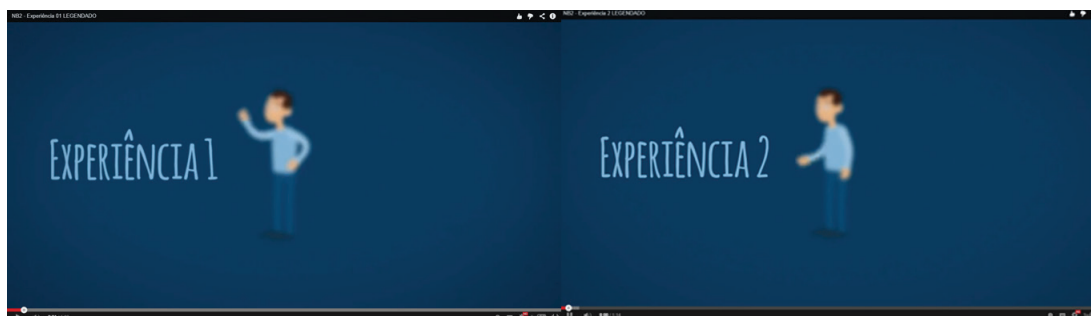 NB2 - Experiência 01 LEGENDADO
EXPERIÊNCIA 1
NB2 - Experiência 2 LEGENDADO
EXPERIÊNCIA 2